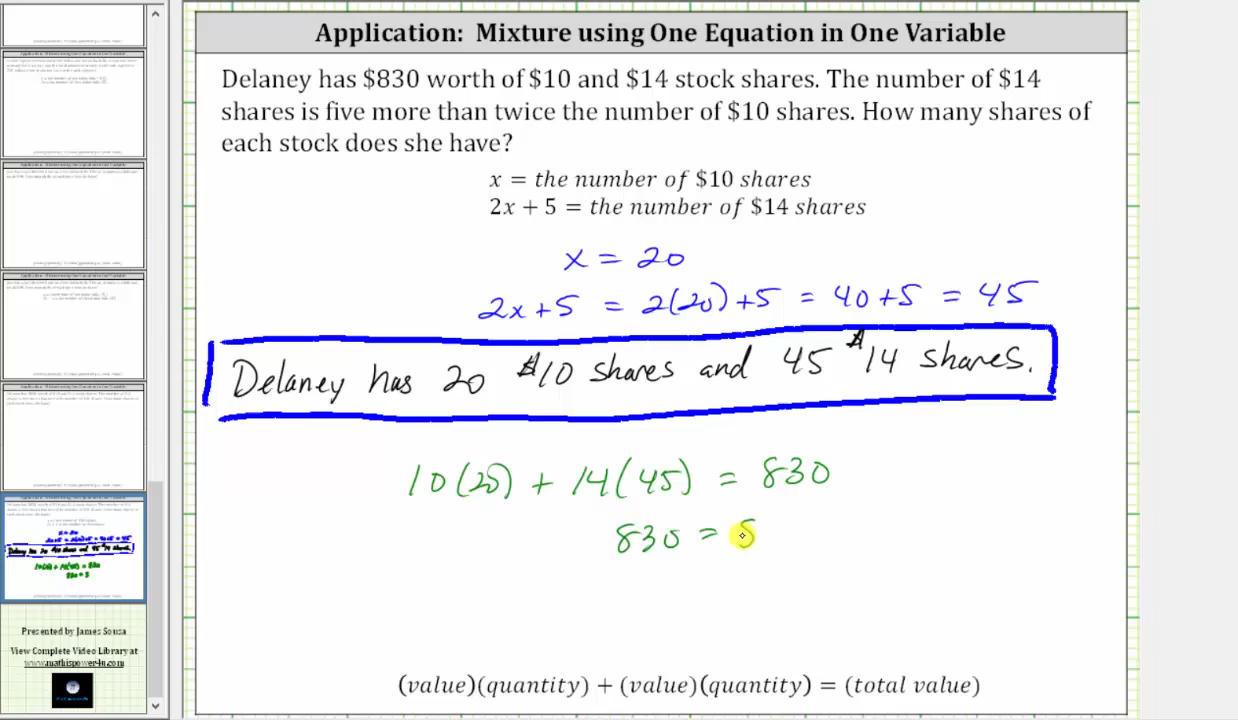 Application: Mixture using One Equation in One Variable
Delaney has $830 worth of $10 and $14 stock shares. The number of $14
shares is five more than twice the number of $10 shares. How many shares of
each stock does she have?
x = the number of $10 shares
2x + 5 = the number of $14 shares
x = 20
2x+5 = 2(20)+5 = 40+5 = 45
Delaney has 20 $10 shares and 45 $14 shares.
10(20) + 14(45) = 830
830 = 8
(value)(quantity) + (value)(quantity) = (total value)
Presented by James Sousa
View Complete Video Library at
www.mathispower4u.com